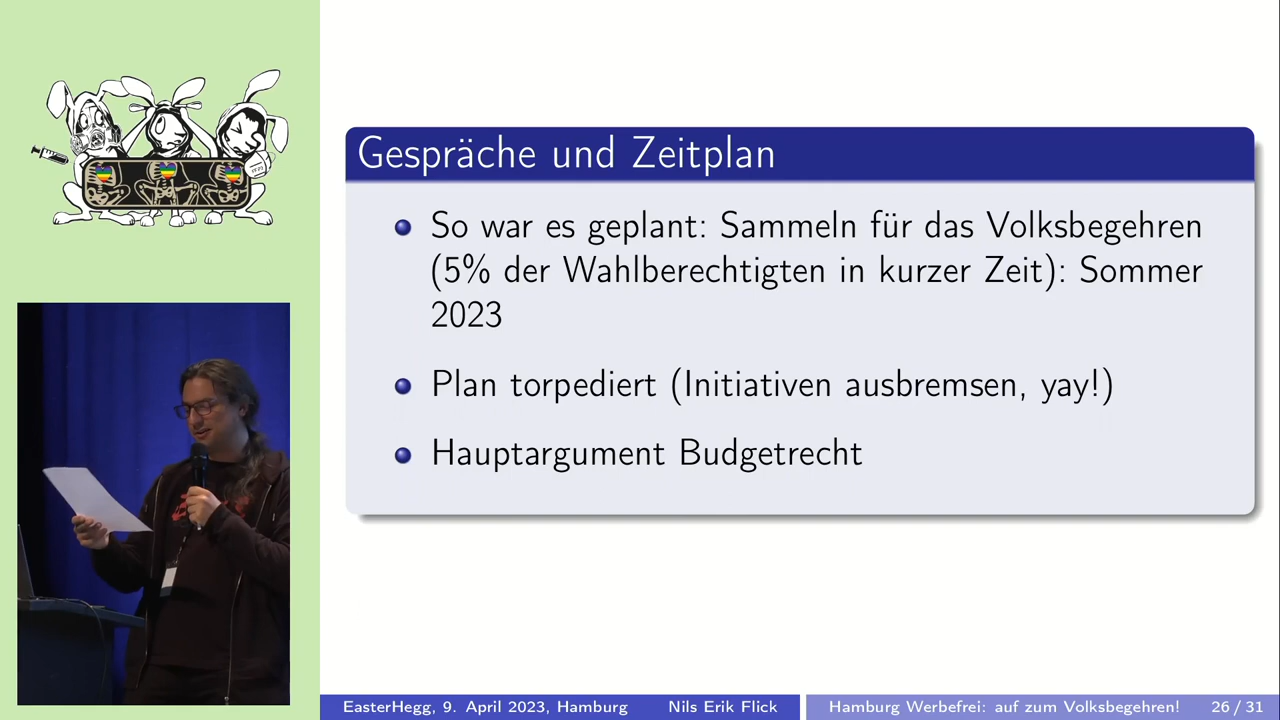 Gespräche und Zeitplan
So war es geplant: Sammeln für das Volksbegehren
(5% der Wahlberechtigten in kurzer Zeit): Sommer
2023
Plan torpediert (Initiativen ausbremsen, yay!)
Hauptargument Budgetrecht
EasterHegg, 9. April 2023, Hamburg Nils Erik Flick Hamburg Werbefrei: auf zum Volksbegehren! 26 / 31